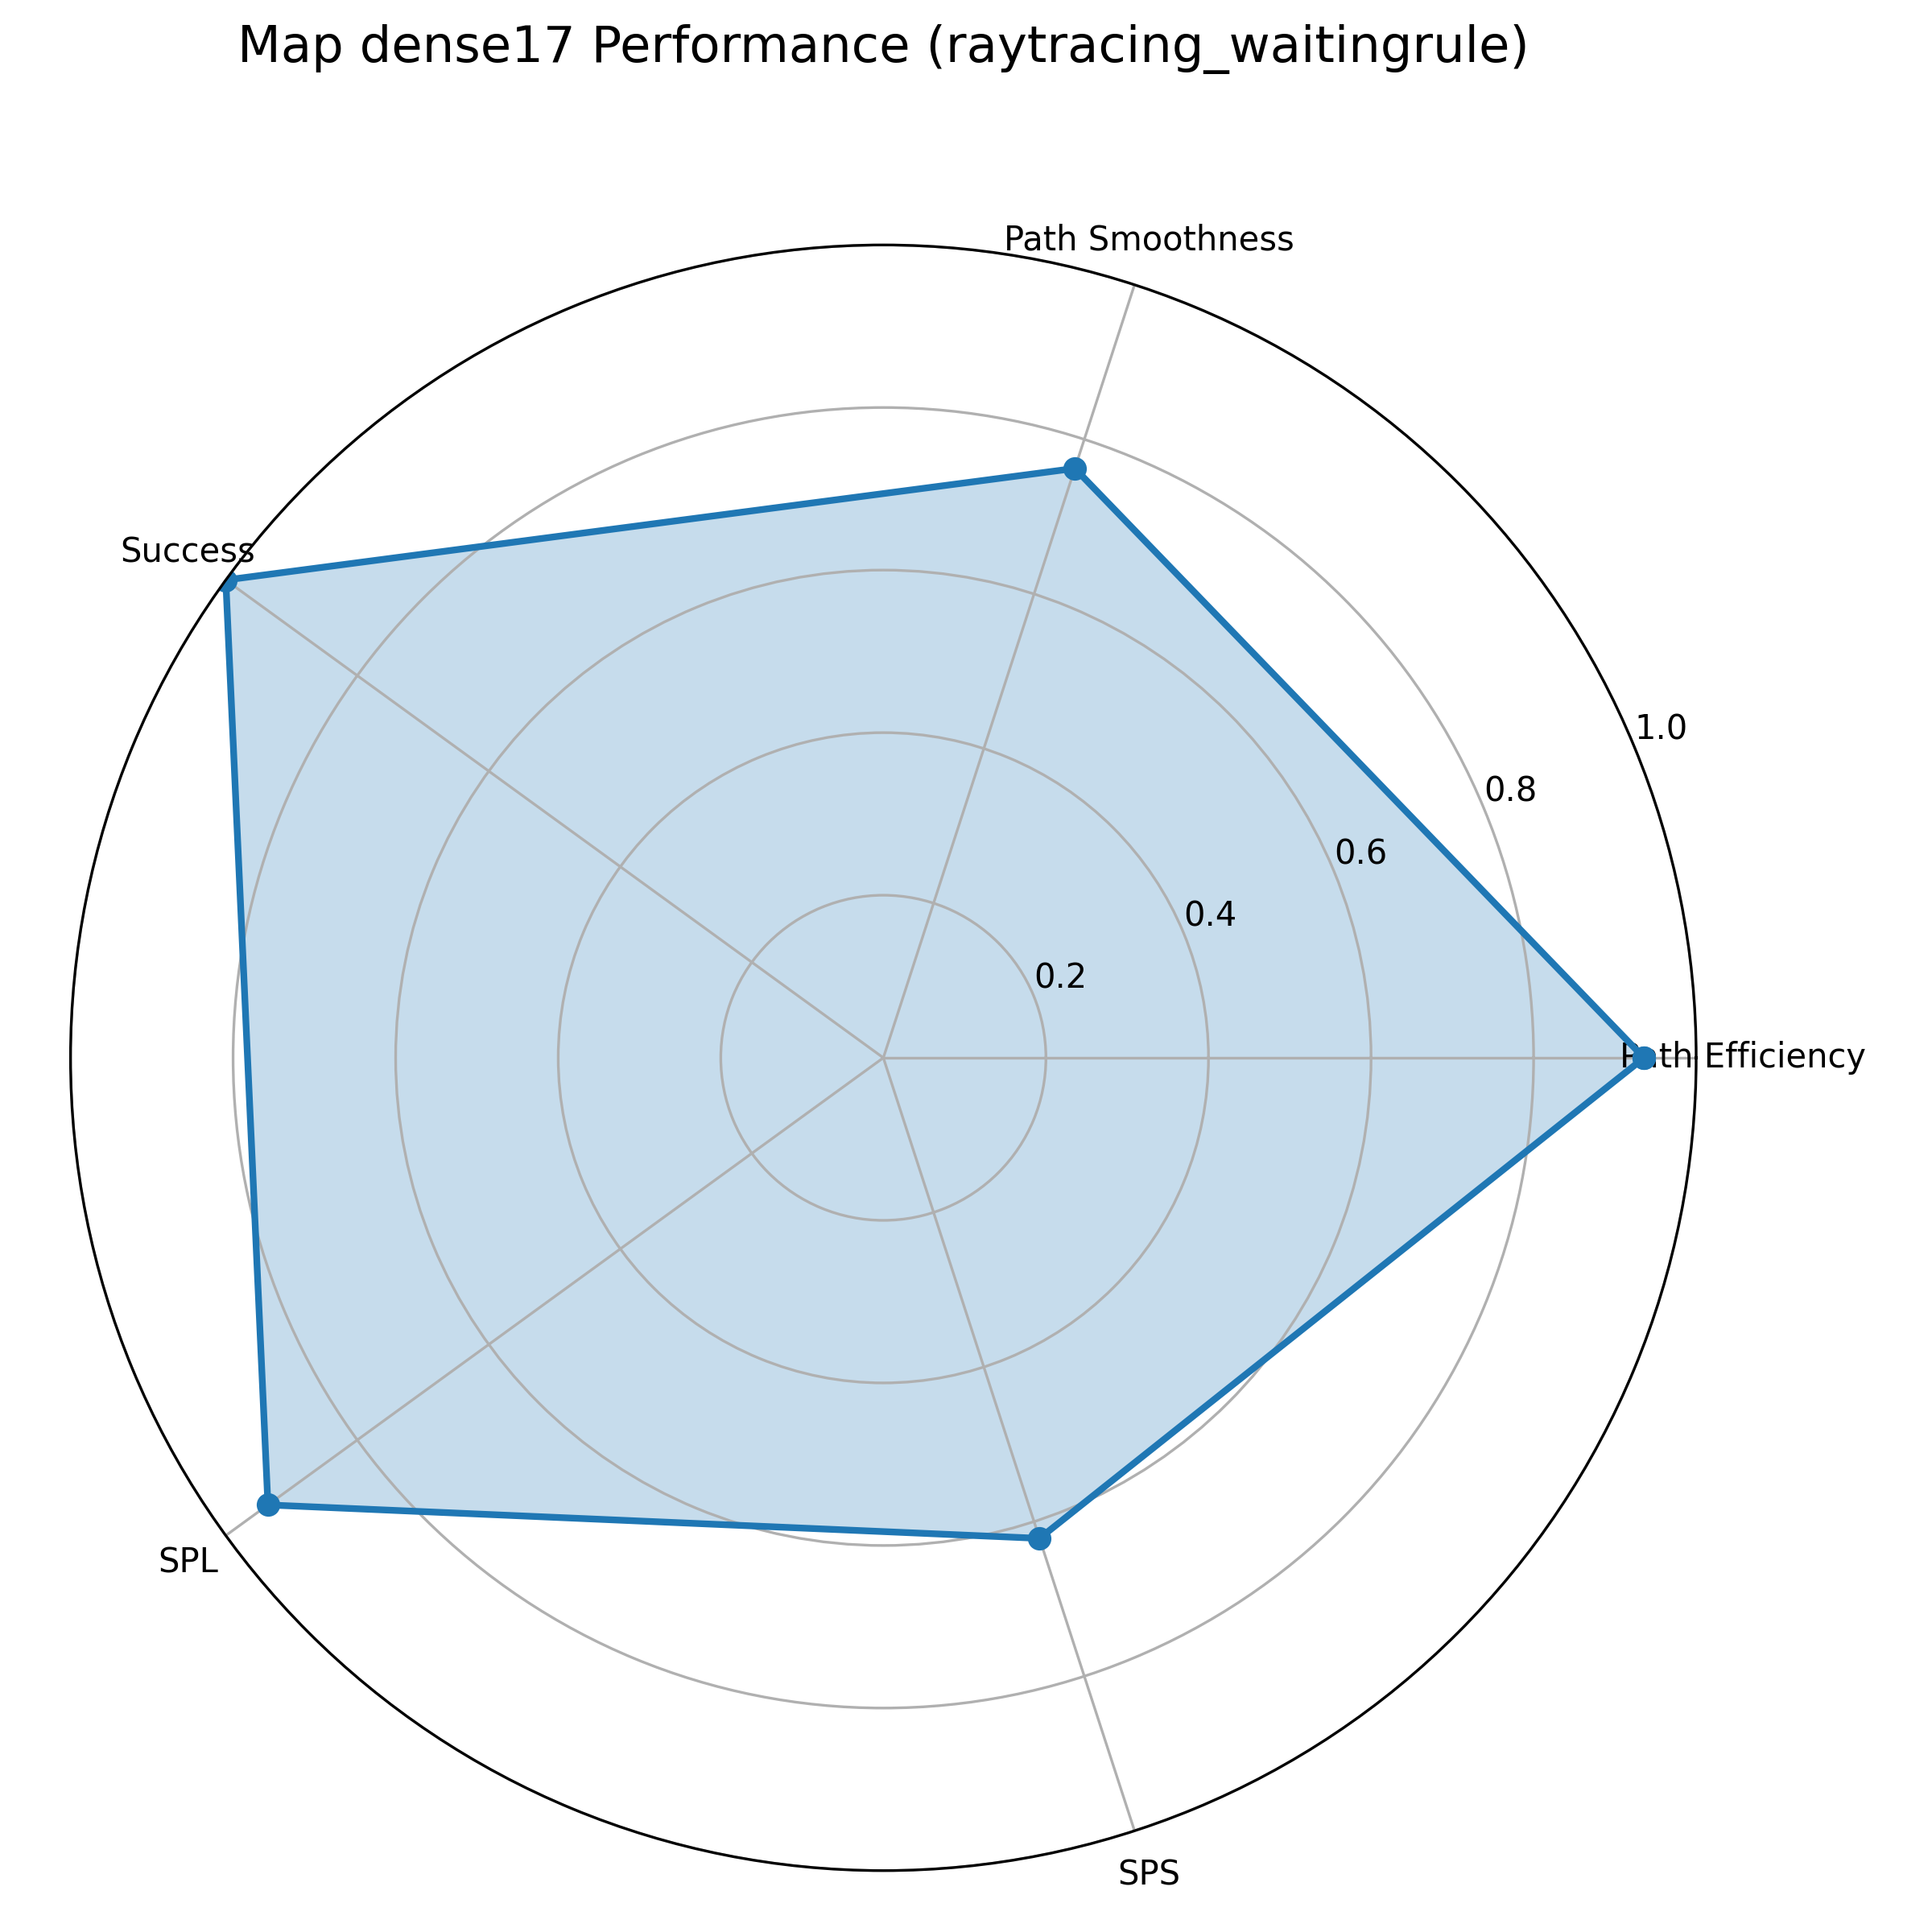 Map dense17 Performance (raytracing_waitingrule)
Path Smoothness
Success
1.0
0.8
0.6
0.4
0.2
Path Efficiency
SPL
SPS